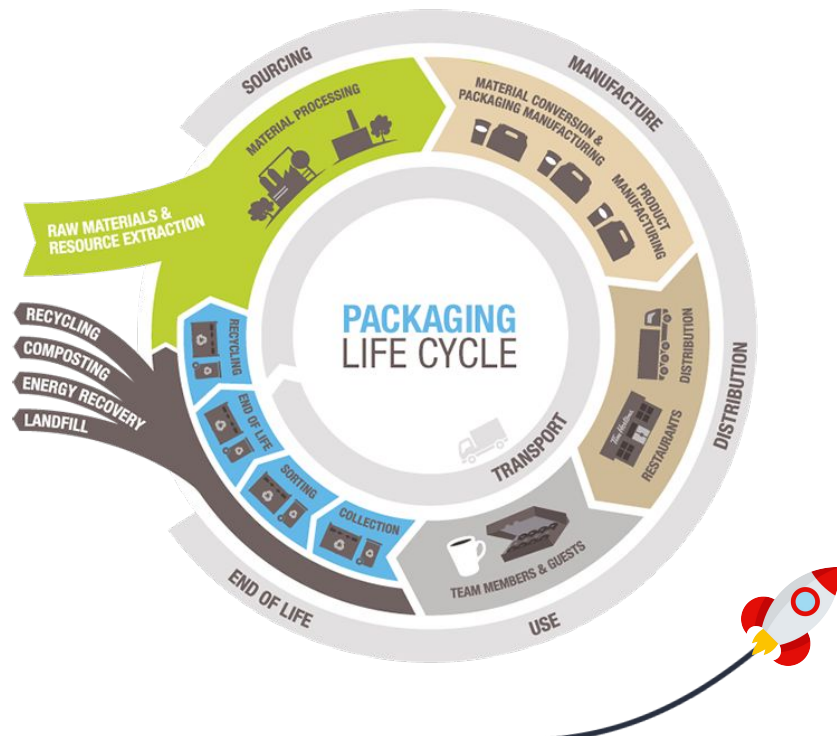 SOURCING
MANUFACTURE
DISTRIBUTION
USE
END OF LIFE
RAW MATERIALS &
RESOURCE EXTRACTION
MATERIAL PROCESSING
MATERIAL CONVERSION &
PACKAGING MANUFACTURING
PRODUCT
MANUFACTURING
DISTRIBUTION
RESTAURANTS
Tim Hortons
TEAM MEMBERS & GUESTS
COLLECTION
SORTING
END OF LIFE
RECYCLING
RECYCLING
COMPOSTING
ENERGY RECOVERY
LANDFILL
PACKAGING
LIFE CYCLE
TRANSPORT